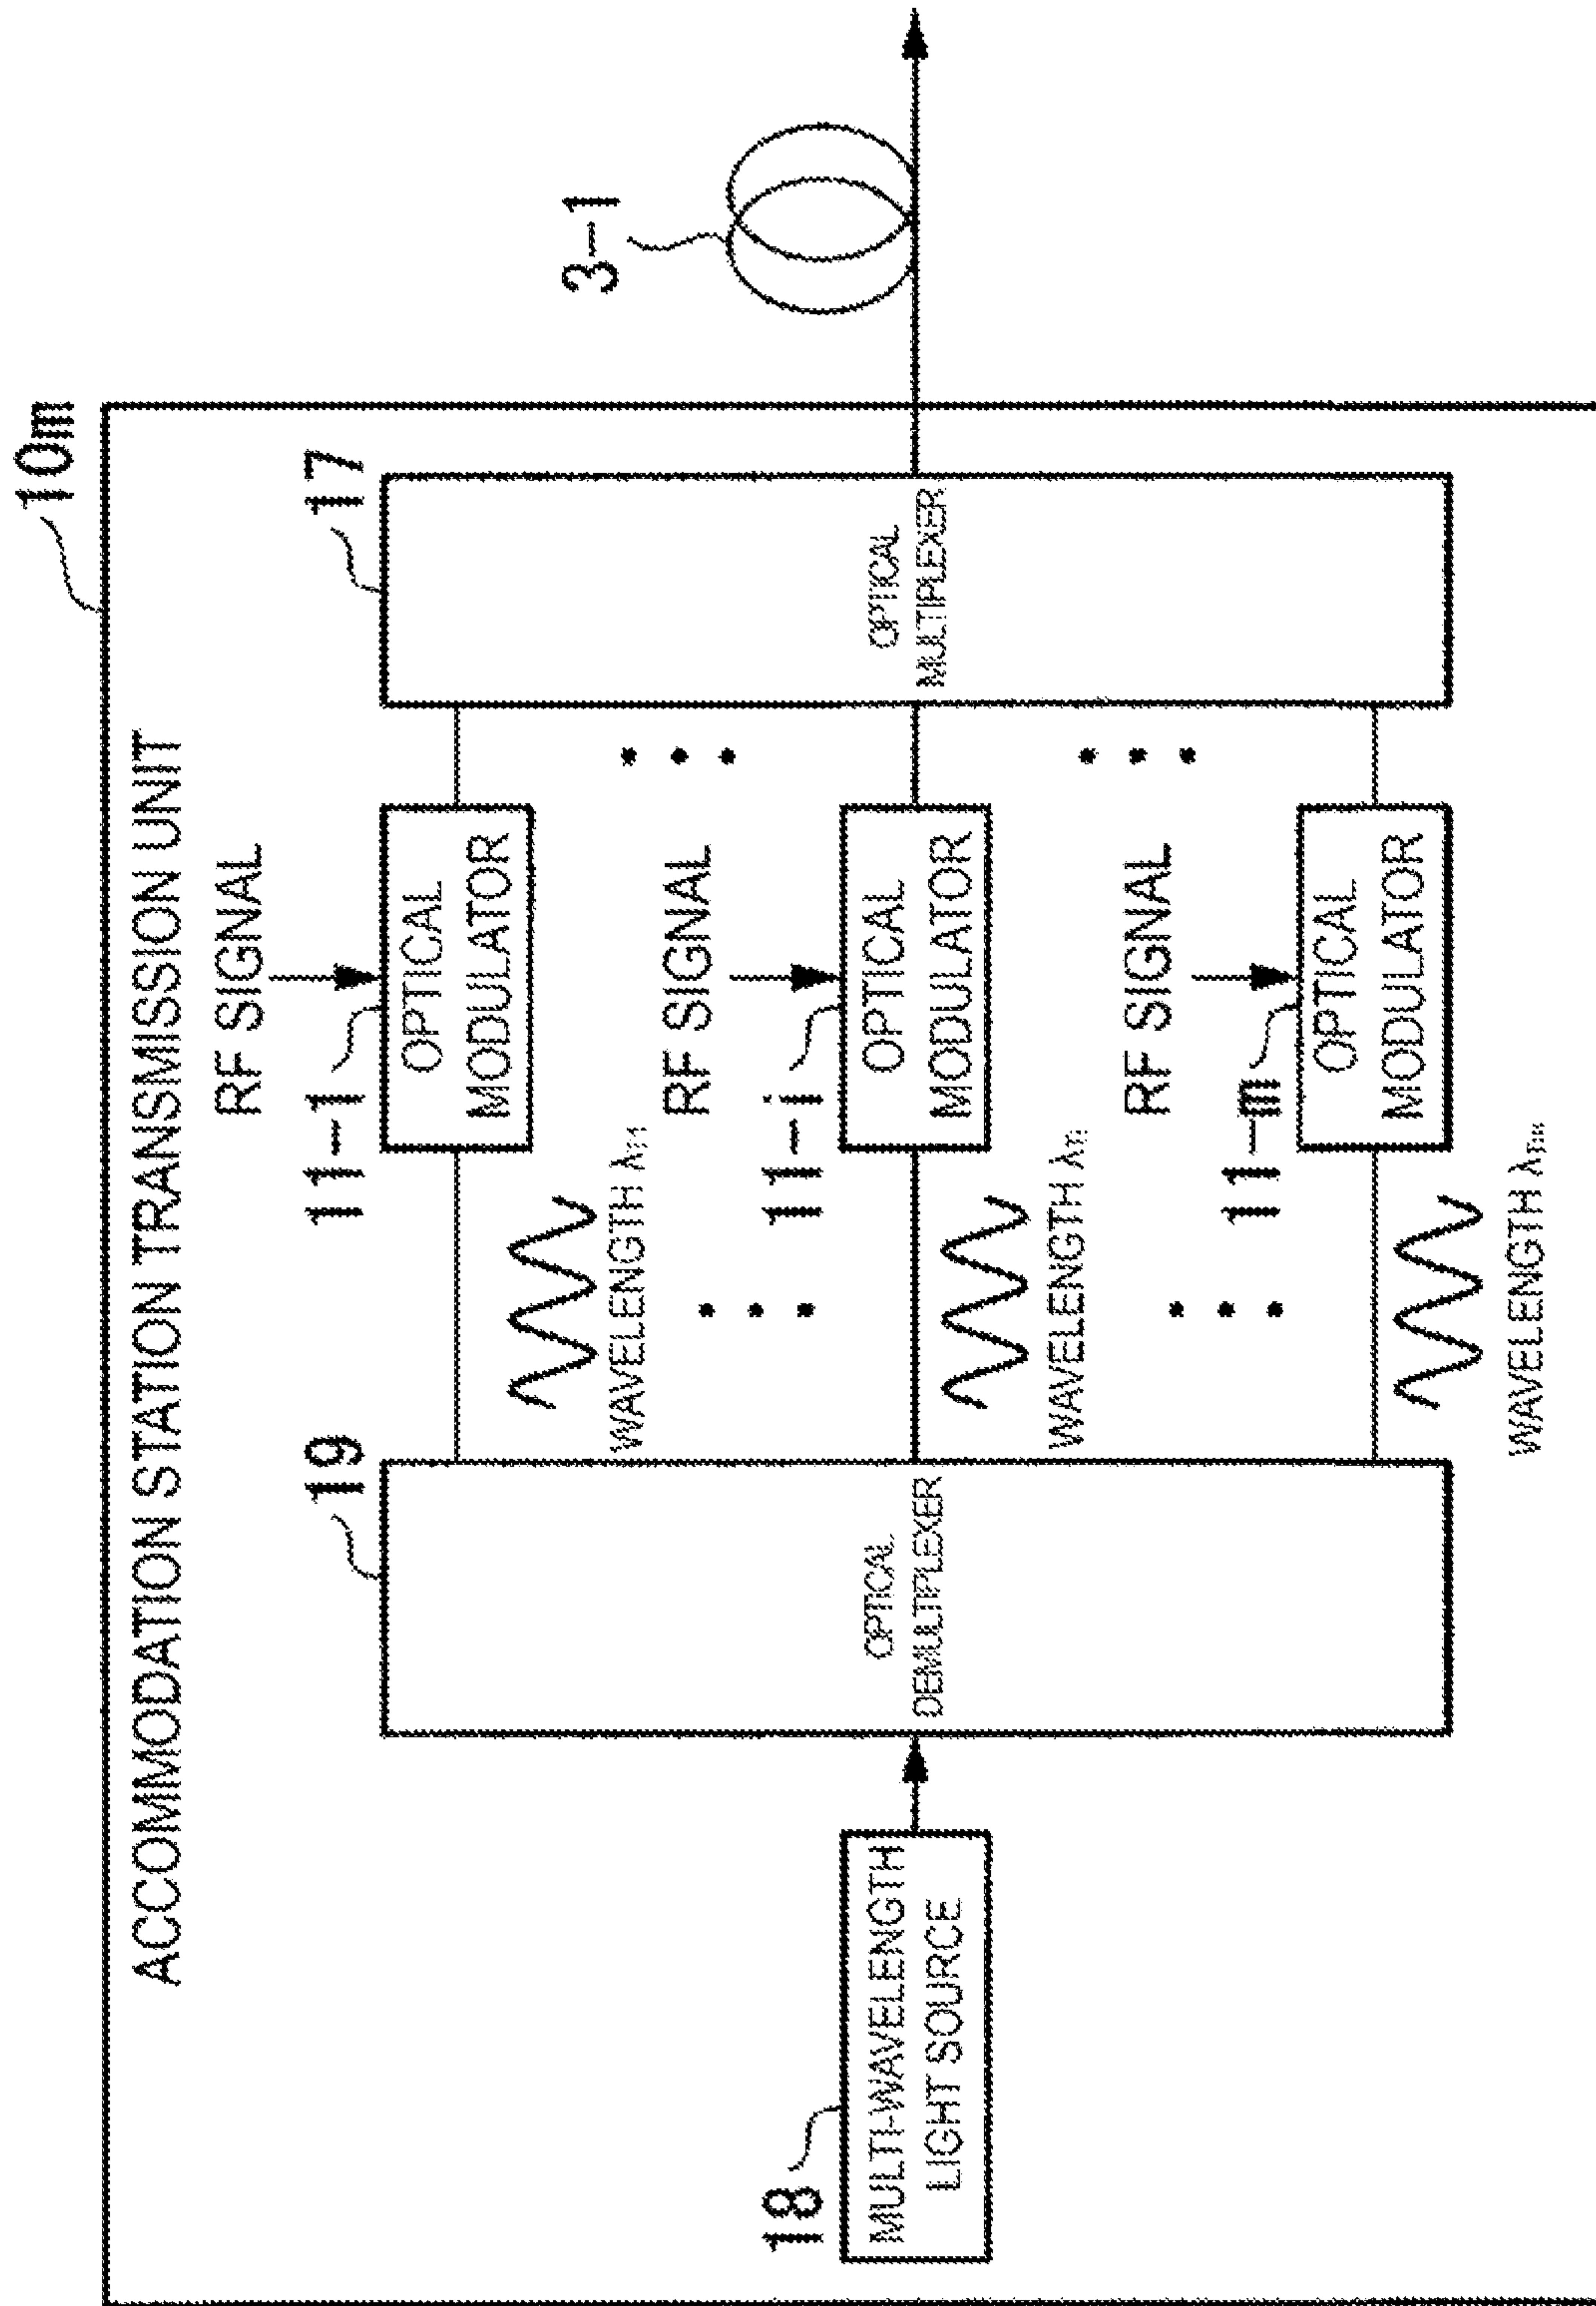 10m
ACCOMMODATION STATION TRANSMISSION UNIT
RF SIGNAL
11-1
OPTICAL
MODULATOR
19
17
WAVELENGTH
3-1
RF SIGNAL
11-i
OPTICAL
MODULATOR
18
MULTI-WAVELENGTH
LIGHT SOURCE
OPTICAL
DEMULTIPLEXER
OPTICAL
MULTIPLEXER
WAVELENGTH
RF SIGNAL
11-m
OPTICAL
MODULATOR
WAVELENGTH